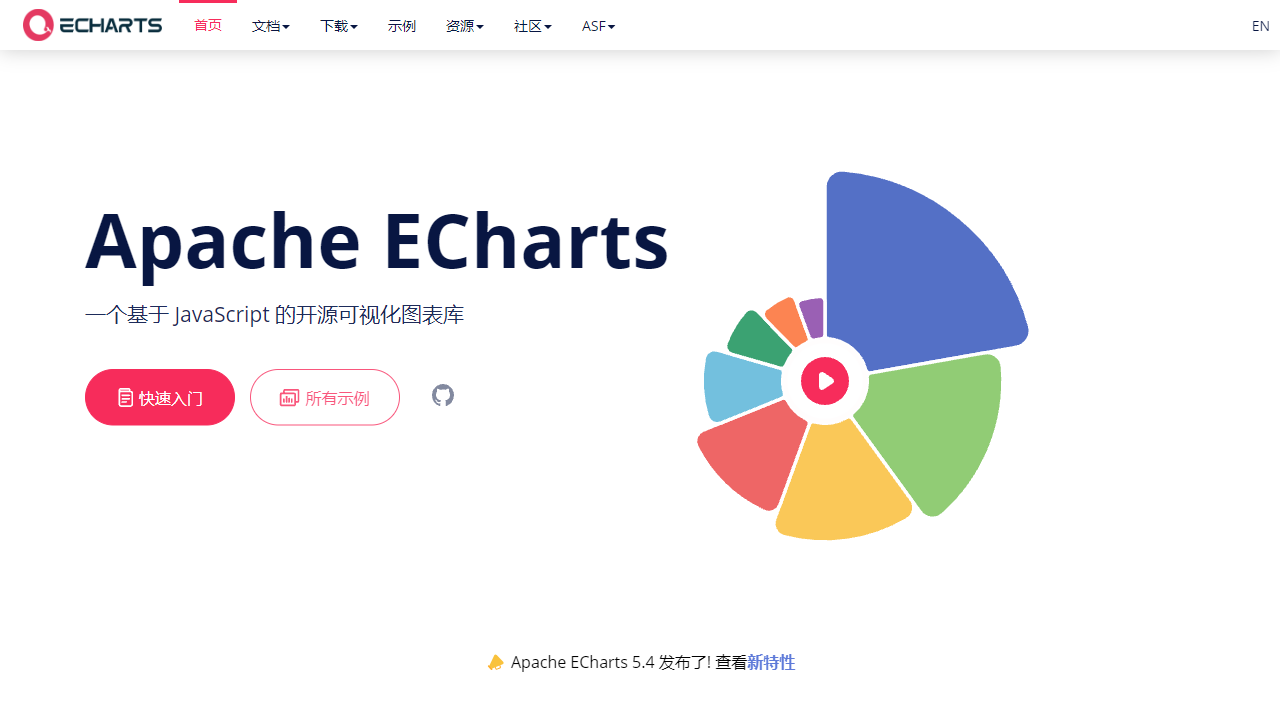 ECHARTS 首页 文档 下载 示例 资源 社区 ASF EN
Apache ECharts
一个基于 JavaScript 的开源可视化图表库
快速入门 所有示例
Apache ECharts 5.4 发布了! 查看新特性